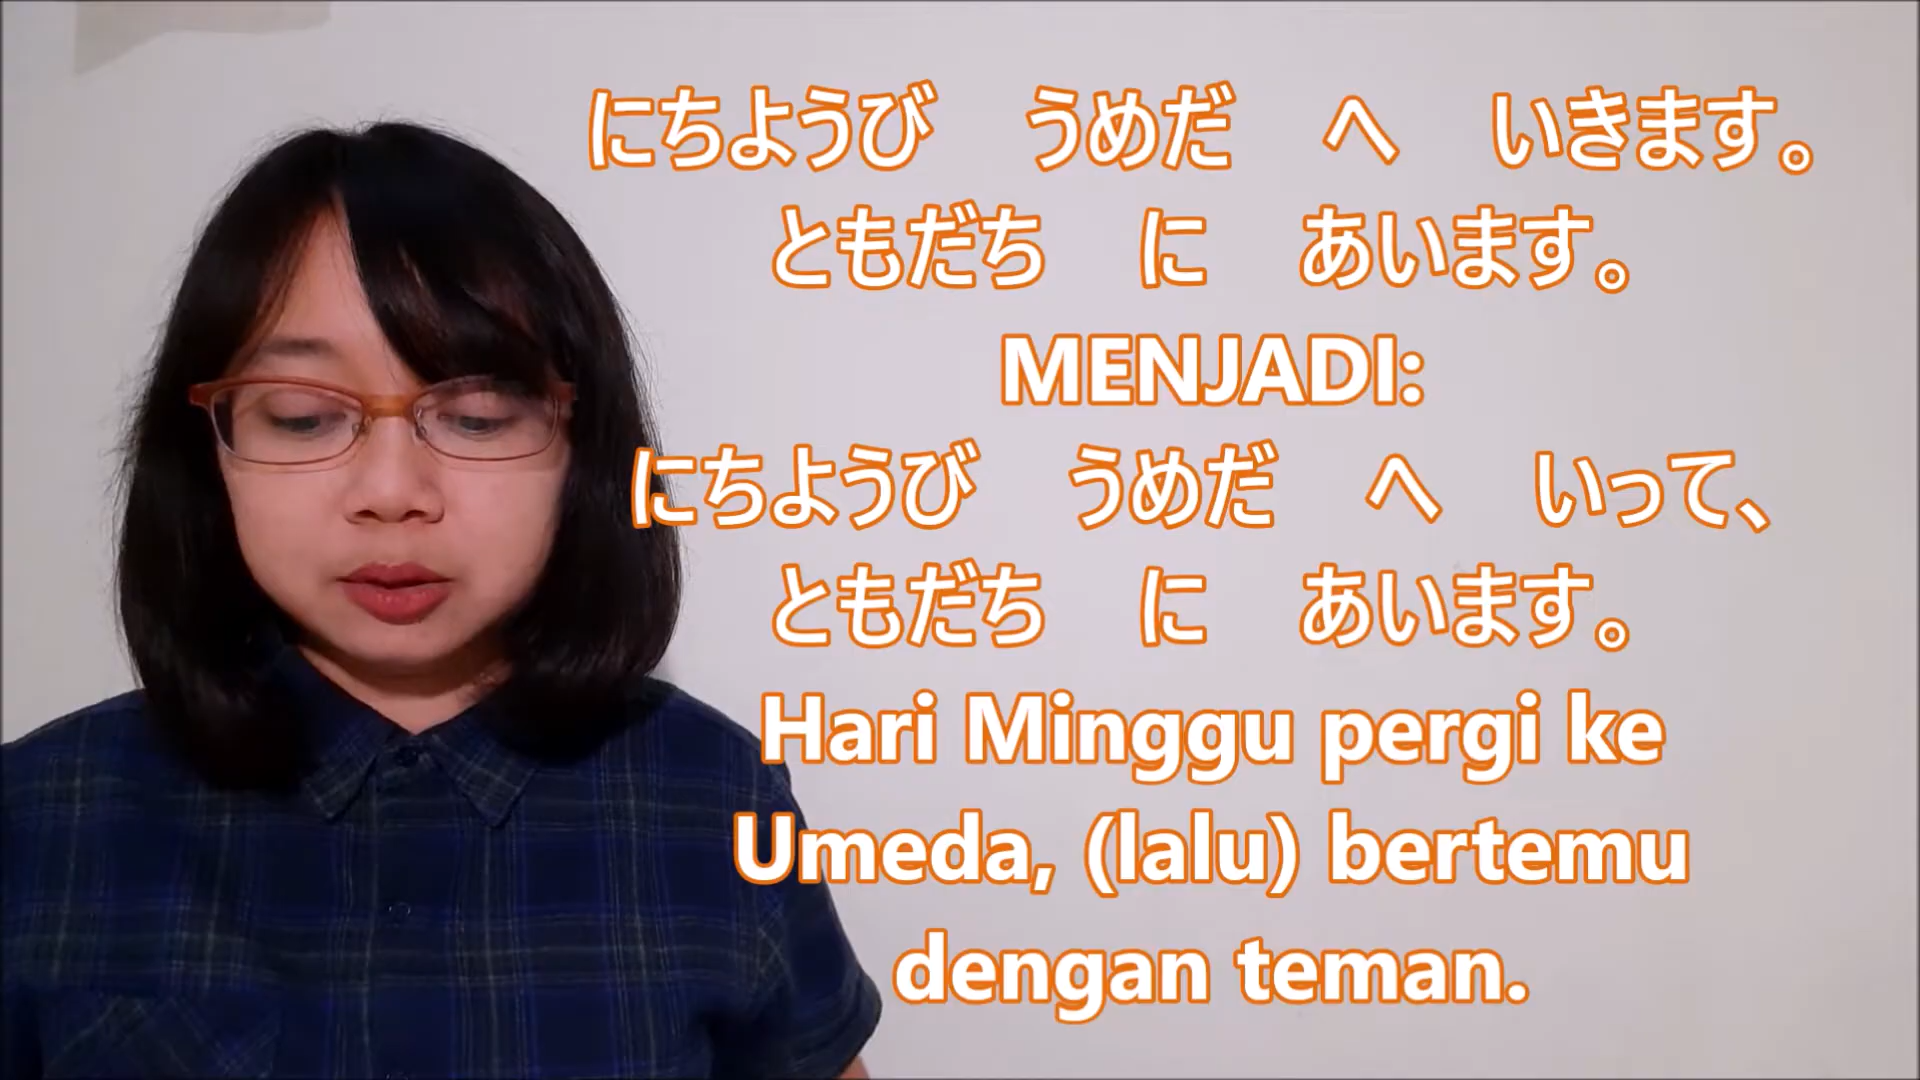 にちようび　うめだ　へ　いきます。
ともだち　に　あいます。
MENJADI:
にちようび　うめだ　へ　いって、
ともだち　に　あいます。
Hari Minggu pergi ke
Umeda, (lalu) bertemu
dengan teman.